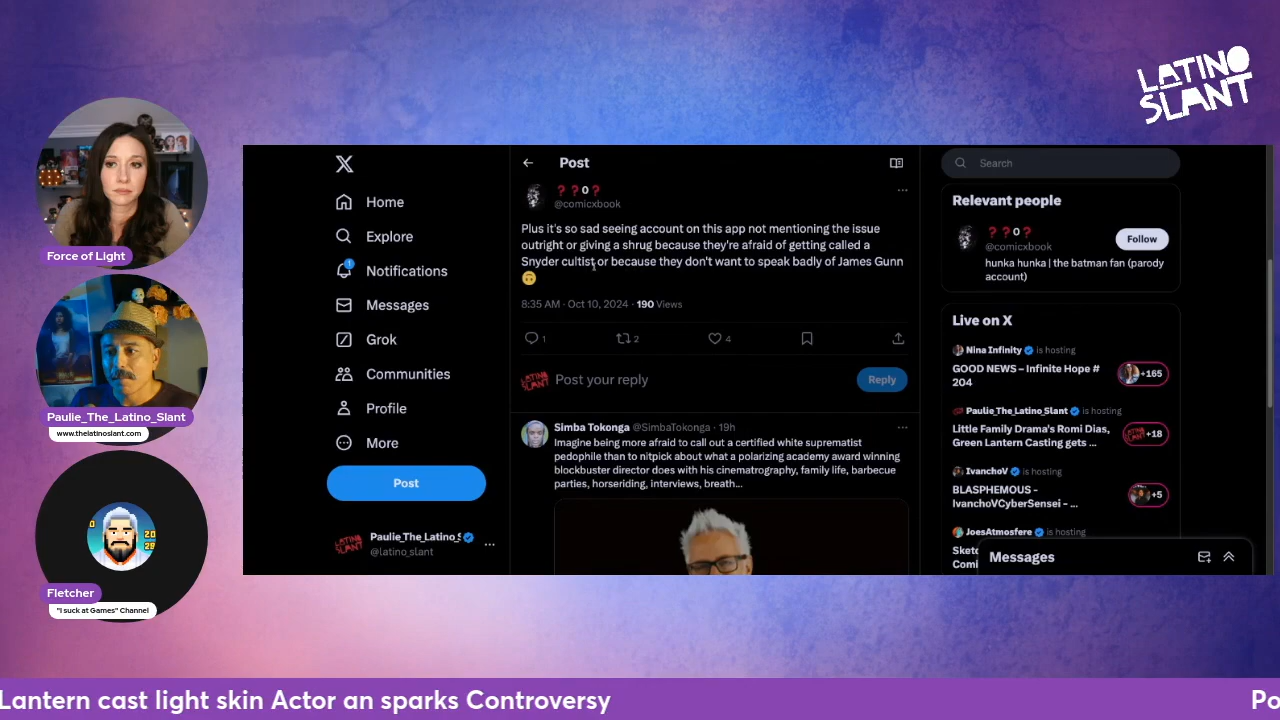 LATINO
SLANT
Force of Light
Paulie_The_Latino_Slant
www.thelatinoslant.com
Fletcher
"I suck at Games" Channel
Home
Explore
1
Notifications
Messages
Grok
Communities
Profile
More
Post
Paulie_The_Latino_S
@latino_slant
Post
❓❓0❓
@comicxbook
Plus it's so sad seeing account on this app not mentioning the issue
outright or giving a shrug because they're afraid of getting called a
Snyder cultist or because they don't want to speak badly of James Gunn
🙃
8:35 AM · Oct 10, 2024 · 190 Views
1 2 4
Post your reply
Reply
Simba Tokonga @SimbaTokonga · 19h
Imagine being more afraid to call out a certified white suprematist
pedophile than to nitpick about what a polarizing academy award winning
blockbuster director does with his cinematography, family life, barbecue
parties, horseriding, interviews, breath...
Search
Relevant people
❓❓0❓
@comicxbook
Follow
hunka hunka | the batman fan (parody
account)
Live on X
Nina Infinity is hosting
GOOD NEWS – Infinite Hope #
204
+165
Paulie_The_Latino_Slant is hosting
Little Family Drama's Romi Dias,
Green Lantern Casting gets ...
+18
IvanchoV is hosting
BLASPHEMOUS -
IvanchoVCyberSensei - ...
+5
JoesAtmosfere is hosting
Sketc
Comi
Messages
Lantern cast light skin Actor an sparks Controversy
Po